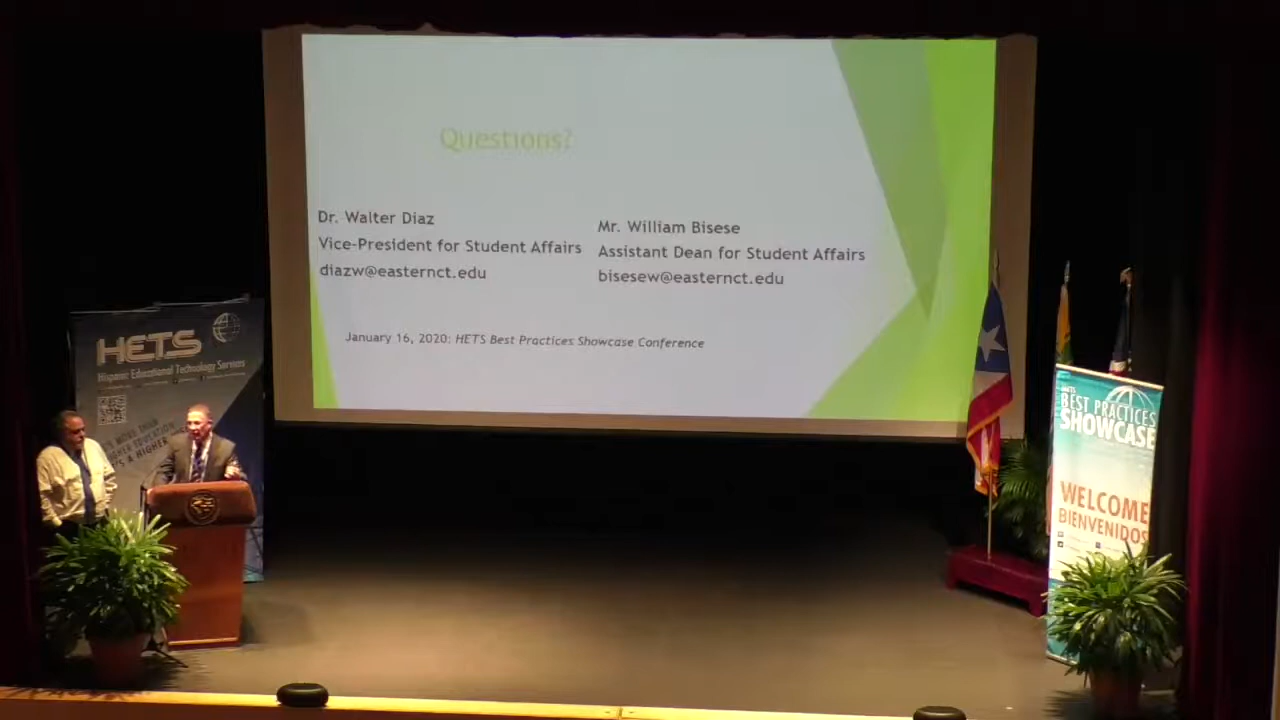 Questions?
Dr. Walter Diaz
Vice-President for Student Affairs
diazw@easternct.edu
Mr. William Bisese
Assistant Dean for Student Affairs
bisesew@easternct.edu
January 16, 2020: HETS Best Practices Showcase Conference
HETS
Hispanic Educational Technology Services
HETS
BEST PRACTICES
SHOWCASE
WELCOME
BIENVENIDOS